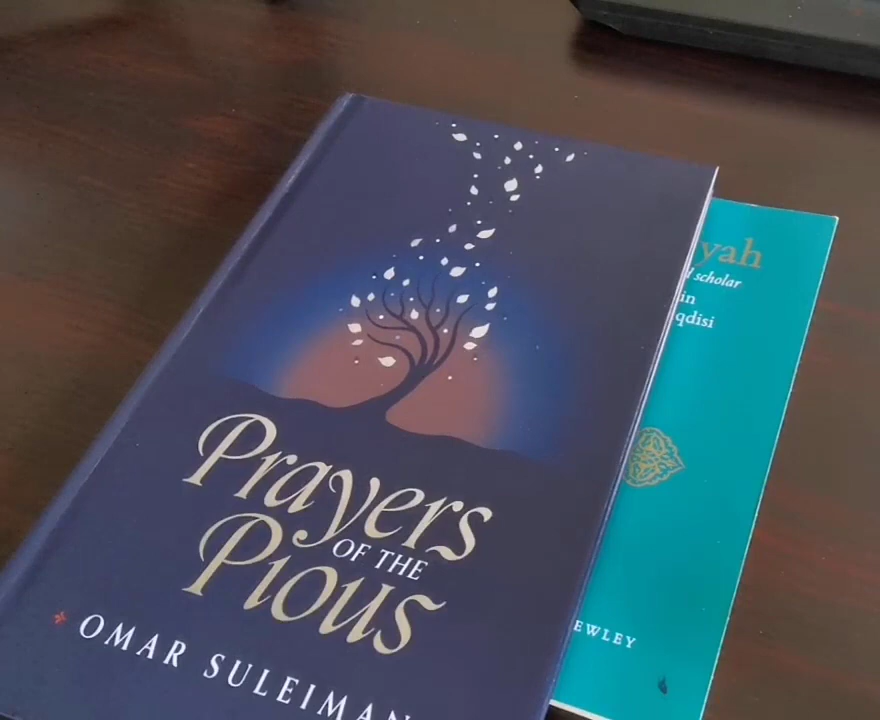 Prayers
OF THE
Pious
OMAR SULEIMAN
yah
scholar
in
qdisi
EWLEY